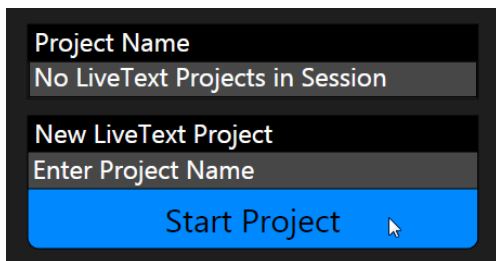 Project Name
No LiveText Projects in Session
New LiveText Project
Enter Project Name
Start Project